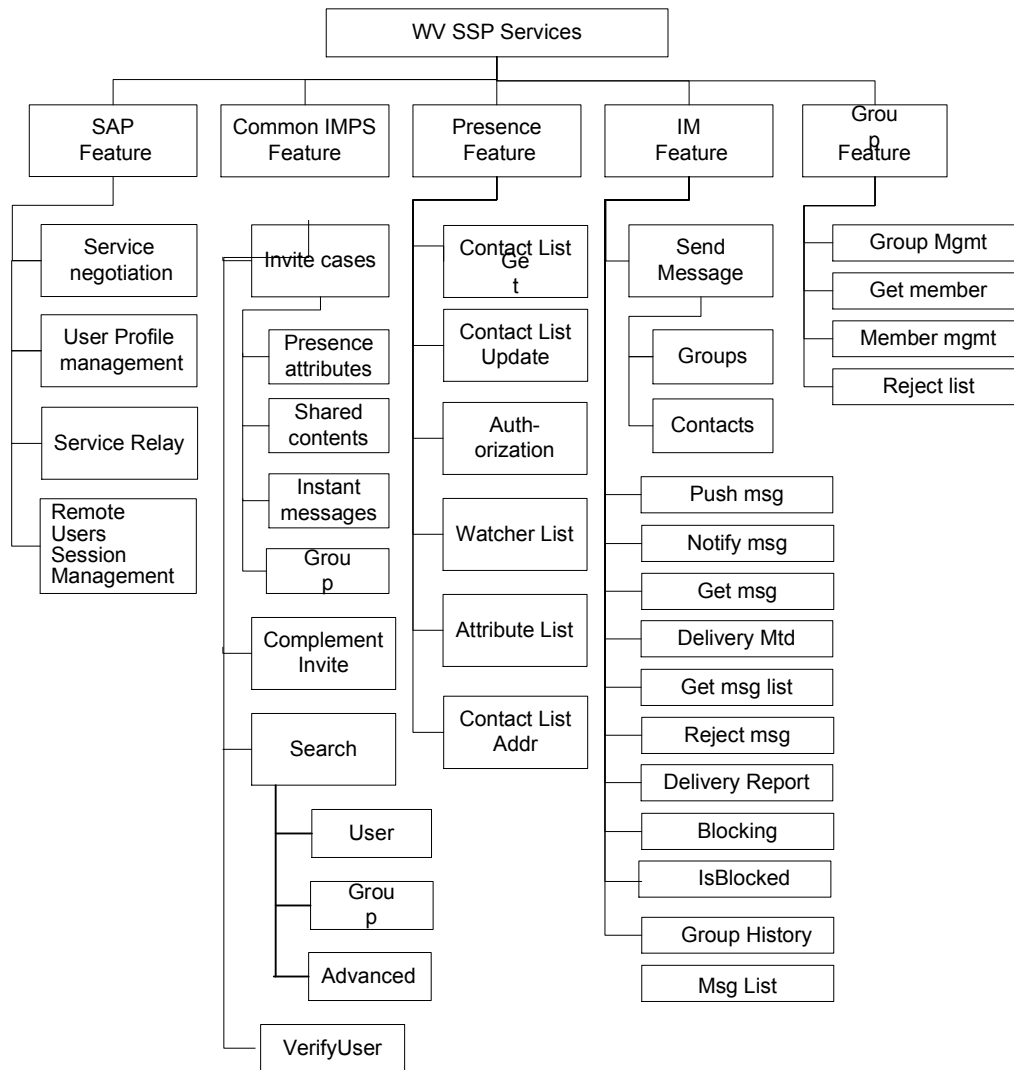 WV SSP Services
SAP
Feature
Common IMPS
Feature
Presence
Feature
IM
Feature
Grou
p
Feature
Service
negotiation
User Profile
management
Service Relay
Remote
Users
Session
Management
Invite cases
Presence
attributes
Shared
contents
Instant
messages
Grou
p
Complement
Invite
Search
User
Grou
p
Advanced
VerifyUser
Contact List
Ge
t
Contact List
Update
Auth-
orization
Watcher List
Attribute List
Contact List
Addr
Send
Message
Groups
Contacts
Push msg
Notify msg
Get msg
Delivery Mtd
Get msg list
Reject msg
Delivery Report
Blocking
IsBlocked
Group History
Msg List
Group Mgmt
Get member
Member mgmt
Reject list